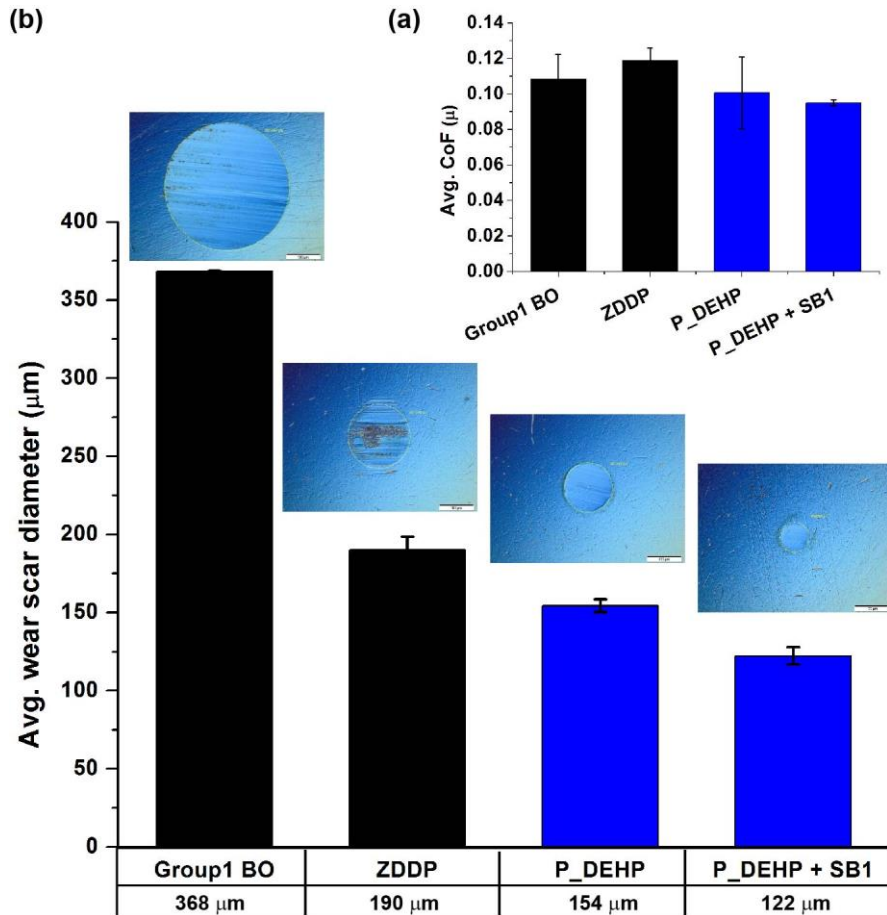 (b)
(a)
0.14
0.12
0.10
0.08
0.06
0.04
0.02
0.00
Avg. CoF (μ)
Group1 BO
ZDDP
P_DEHP
P_DEHP + SB1
400
350
300
250
200
150
100
50
0
Avg. wear scar diameter (μm)
Group1 BO ZDDP P_DEHP P_DEHP + SB1
368 μm 190 μm 154 μm 122 μm